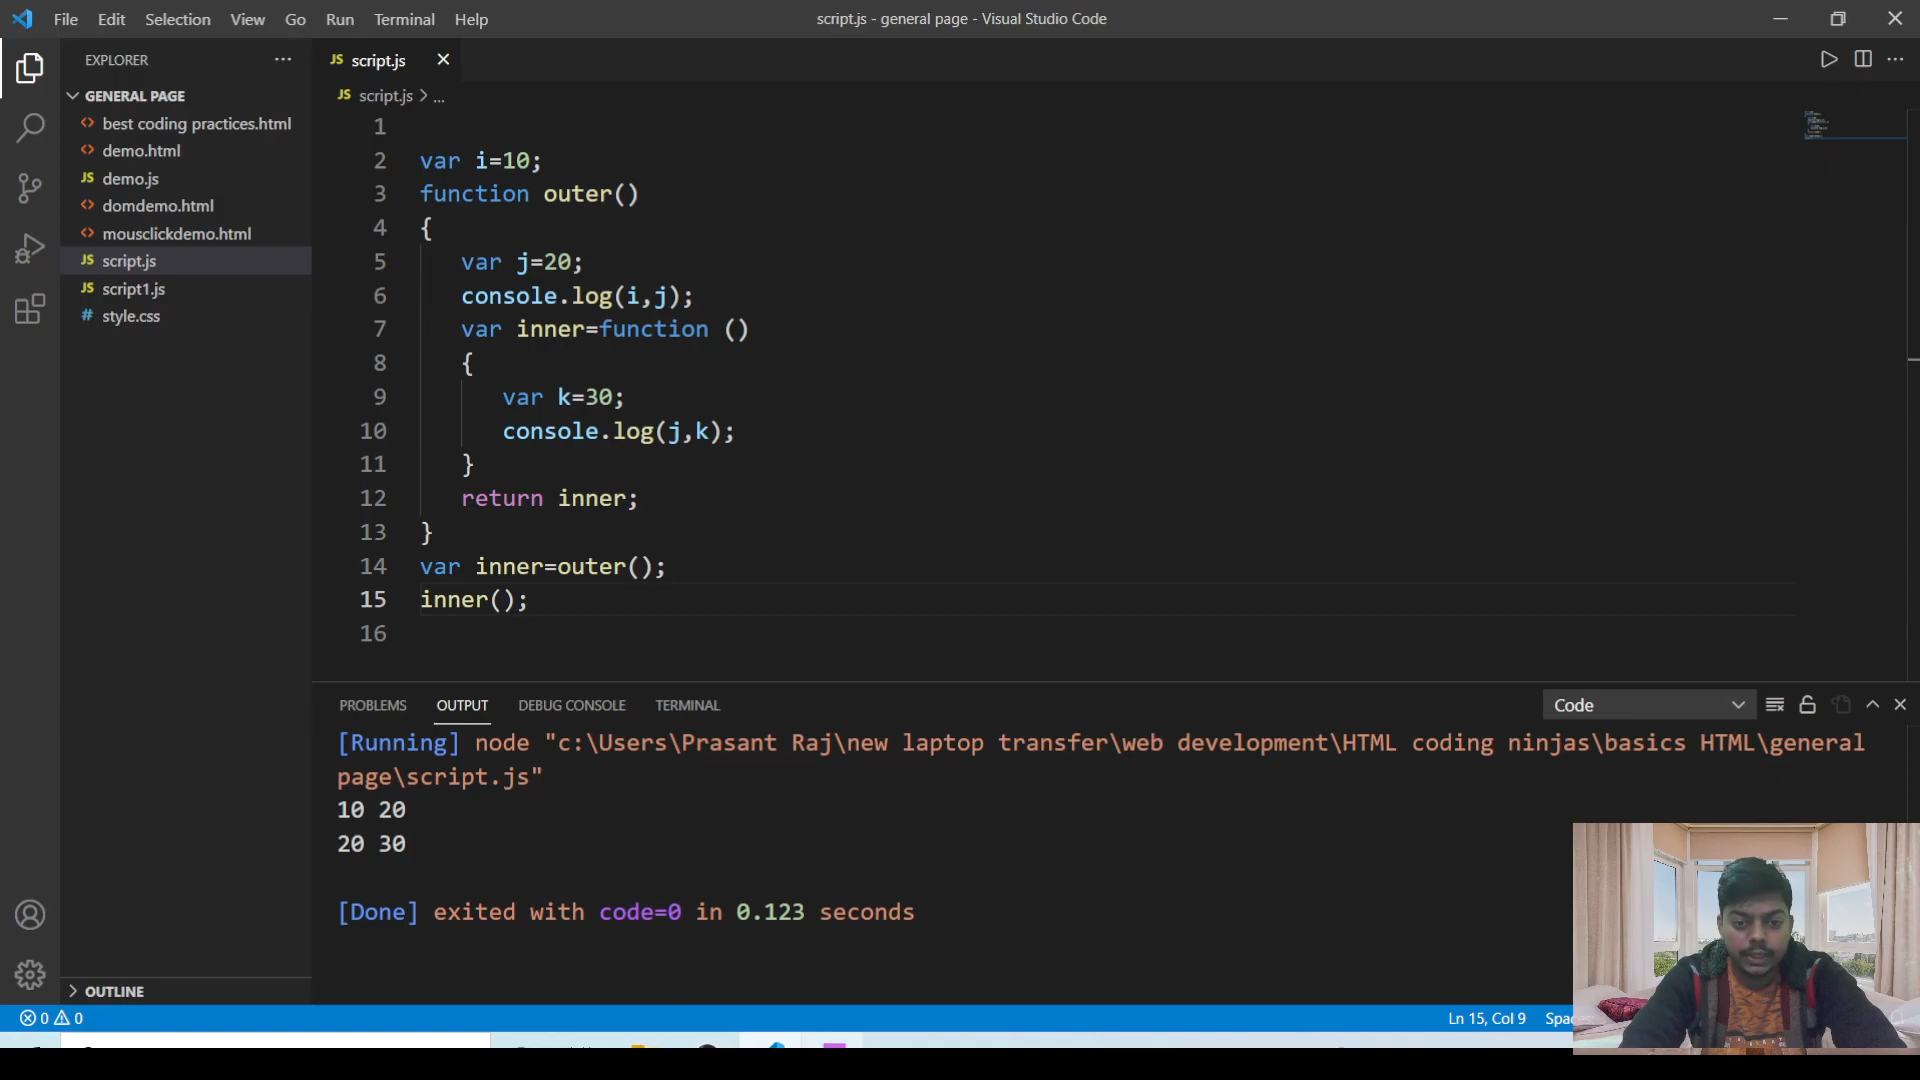 File Edit Selection View Go Run Terminal Help
script.js - general page - Visual Studio Code
EXPLORER
GENERAL PAGE
<> best coding practices.html
<> demo.html
JS demo.js
<> domdemo.html
<> mousclickdemo.html
JS script.js
JS script1.js
# style.css
OUTLINE
JS script.js
JS script.js > ...
1
2 var i=10;
3 function outer()
4 {
5 var j=20;
6 console.log(i,j);
7 var inner=function ()
8 {
9 var k=30;
10 console.log(j,k);
11 }
12 return inner;
13 }
14 var inner=outer();
15 inner();
16
PROBLEMS OUTPUT DEBUG CONSOLE TERMINAL
Code
[Running] node "c:\Users\Prasant Raj\new laptop transfer\web development\HTML coding ninjas\basics HTML\general
page\script.js"
10 20
20 30
[Done] exited with code=0 in 0.123 seconds
0 0
Ln 15, Col 9